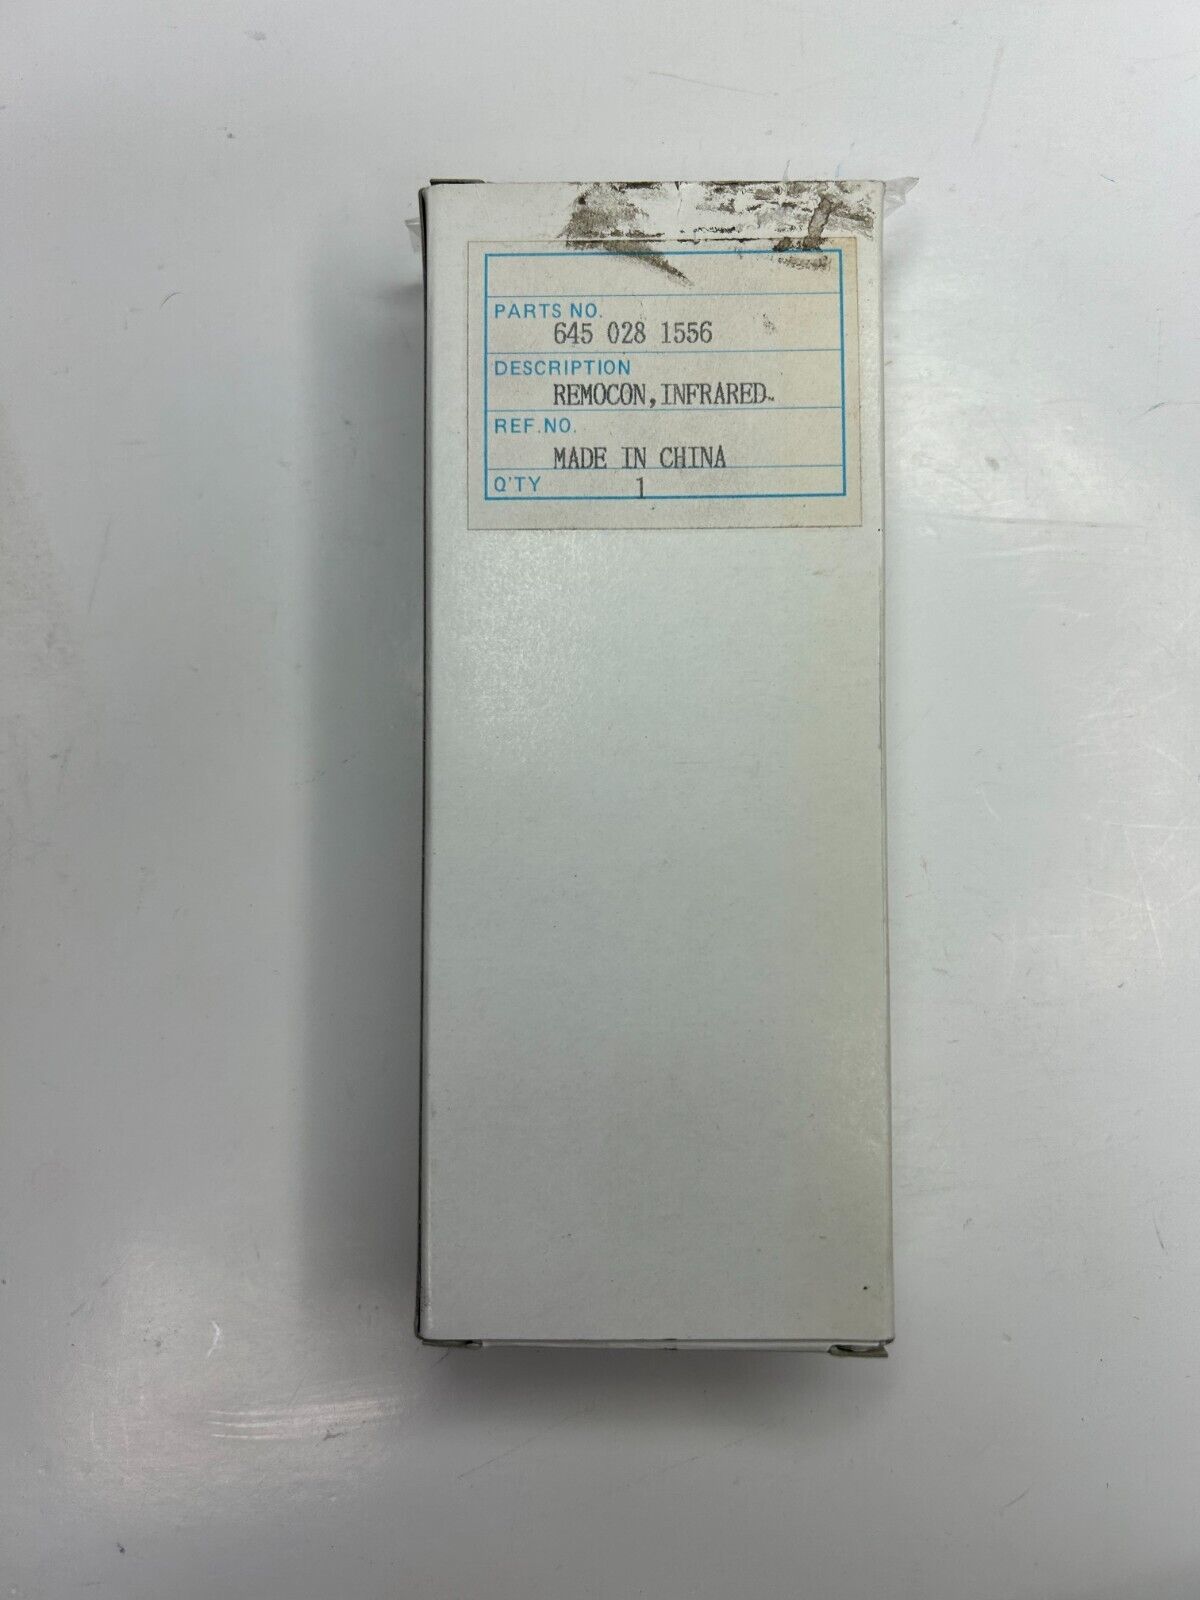 PARTS NO.
645 028 1556
DESCRIPTION
REMOCON, INFRARED.
REF.NO.
MADE IN CHINA
Q'TY 1